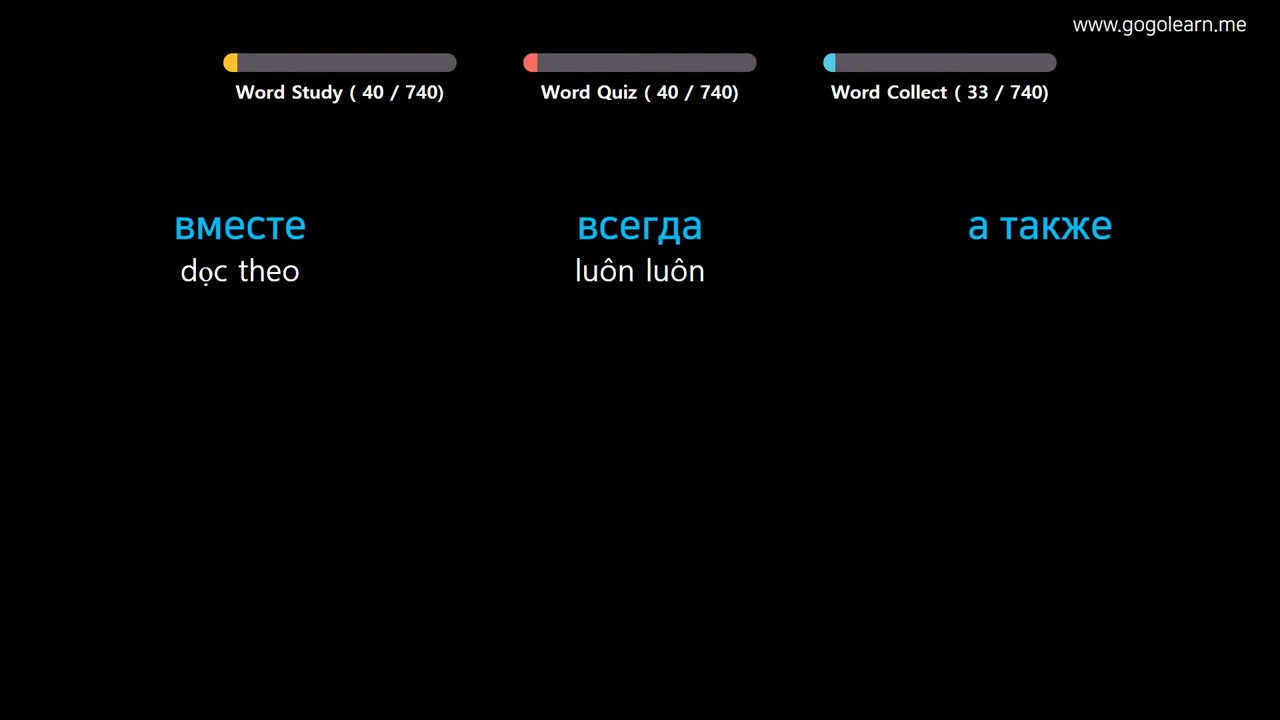 www.gogolearn.me
Word Study ( 40 / 740)
Word Quiz ( 40 / 740)
Word Collect ( 33 / 740)
вместе
dọc theo
всегда
luôn luôn
а также